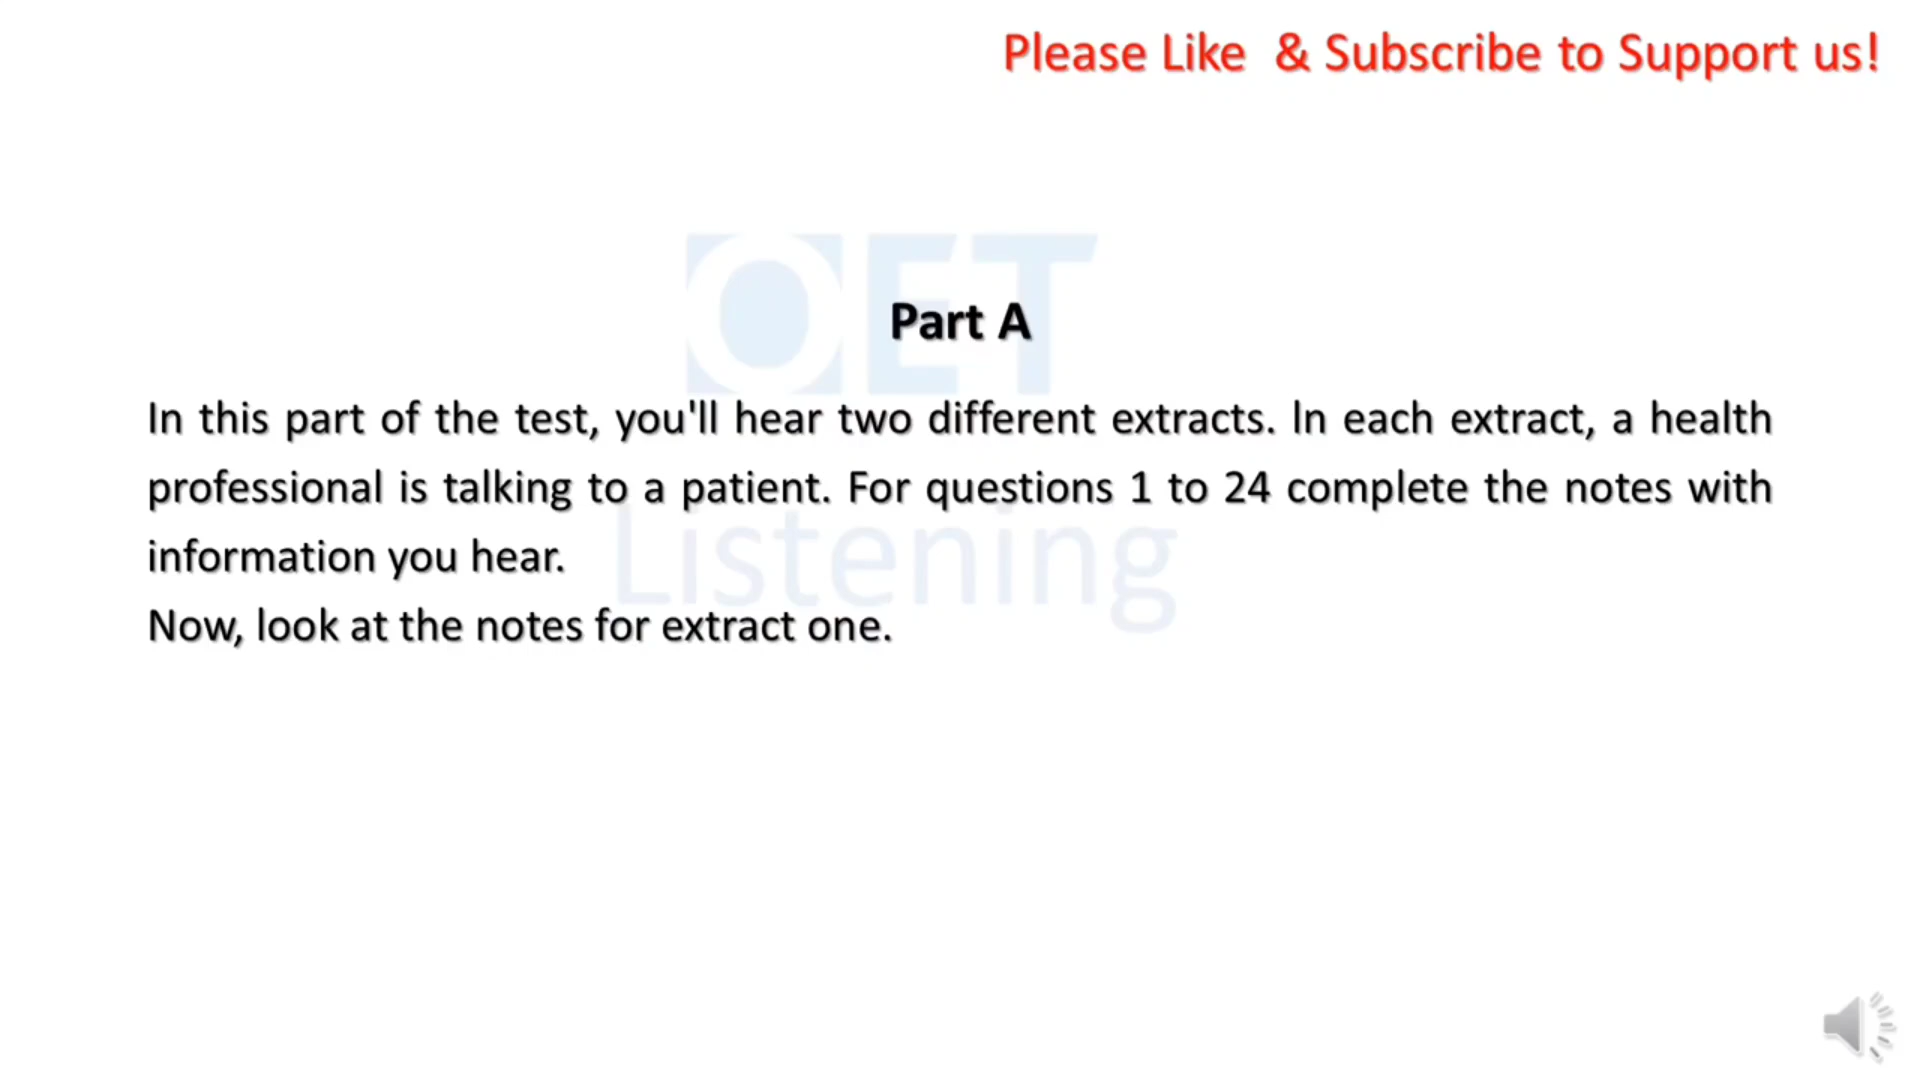 Please Like & Subscribe to Support us!
OET
Part A
In this part of the test, you'll hear two different extracts. In each extract, a health
professional is talking to a patient. For questions 1 to 24 complete the notes with
Listening
information you hear.
Now, look at the notes for extract one.